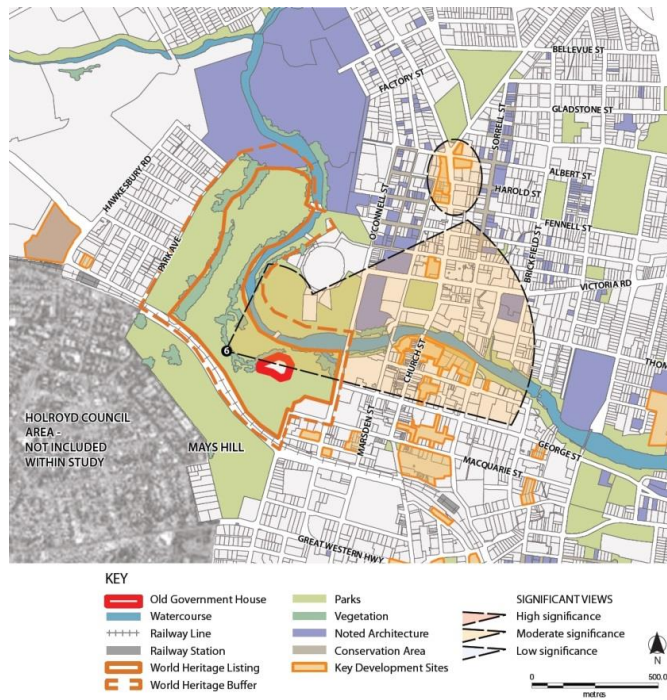 BELLEVUE ST
FACTORY ST
GLADSTONE ST
SORRELL ST
ALBERT ST
HAWKESBURY RD
HAROLD ST
O'CONNELL ST
FENNELL ST
PARK AVE
BRICKFIELD ST
VICTORIA RD
6
CHURCH ST
THOM
HOLROYD COUNCIL
AREA -
NOT INCLUDED
WITHIN STUDY
MAYS HILL
MARSDEN ST
GEORGE ST
MACQUARIE ST
GREAT WESTERN HWY
KEY
Old Government House
Watercourse
Railway Line
Railway Station
World Heritage Listing
World Heritage Buffer
Parks
Vegetation
Noted Architecture
Conservation Area
Key Development Sites
SIGNIFICANT VIEWS
High significance
Moderate significance
Low significance
N
0 500.0
metres